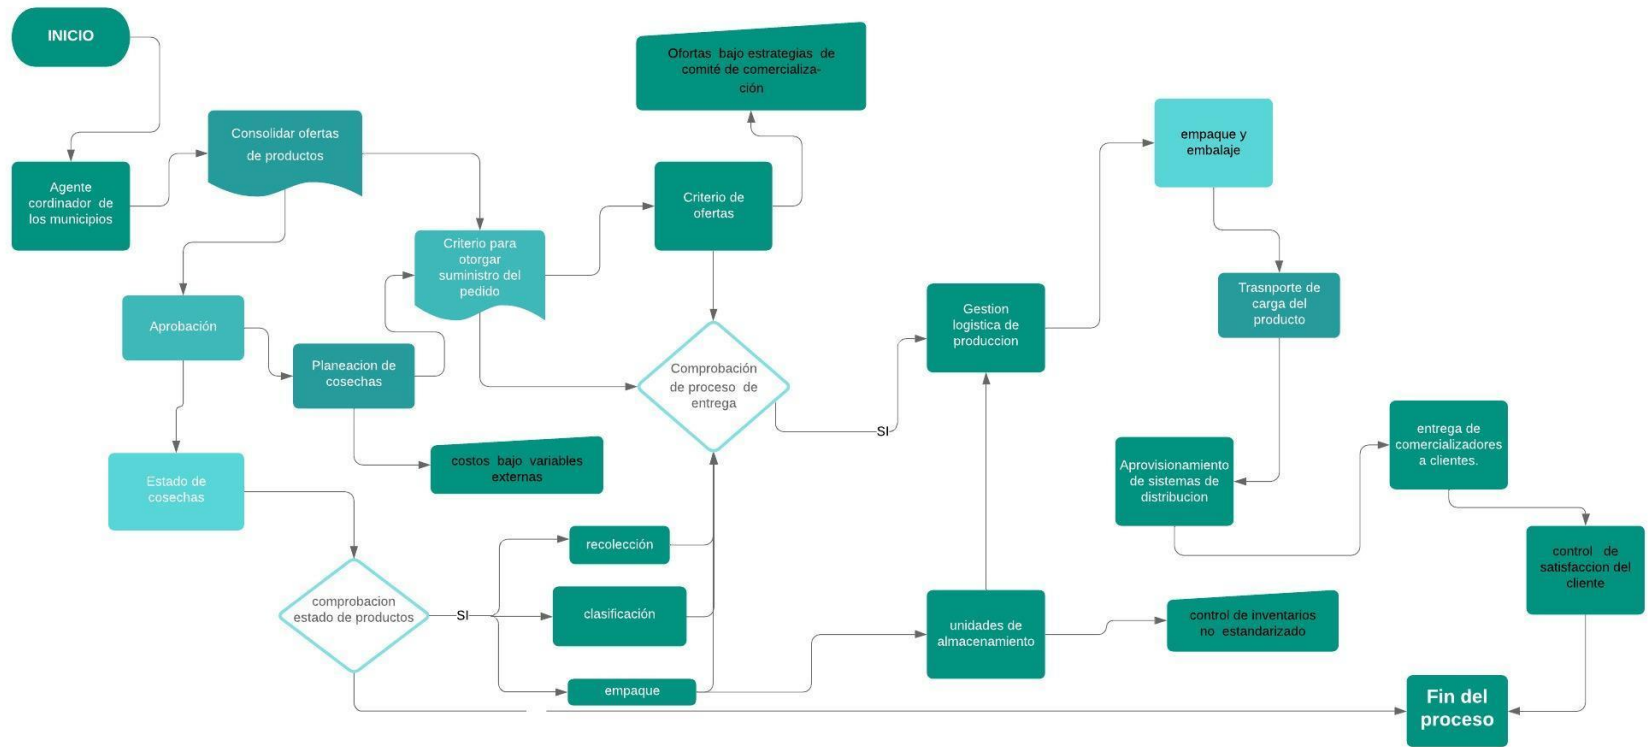 INICIO
Ofortas bajo estrategias de
comité de comercializa-
ción
Consolidar ofertas
de productos
empaque y
embalaje
Agente
cordinador de
los municipios
Criterio de
ofertas
Criterio para
otorgar
suministro del
pedido
Trasnporte de
carga del
producto
Aprobación
Gestion
logistica de
produccion
Planeacion de
cosechas
Comprobación
de proceso de
entrega
SI
costos bajo variables
externas
entrega de
comercializadores
a clientes.
Estado de
cosechas
Aprovisionamiento
de sistemas de
distribucion
recolección
control de
satisfaccion del
cliente
comprobacion
estado de productos
SI
clasificación
unidades de
almacenamiento
control de inventarios
no estandarizado
empaque
Fin del
proceso